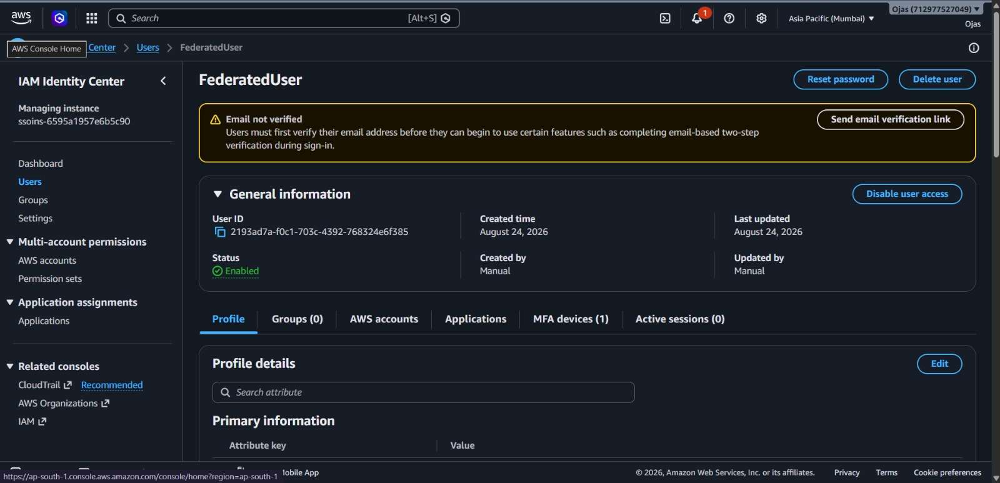 aws
Search
[Alt+S]
1
Asia Pacific (Mumbai)
Ojas (712977527049)
Ojas
AWS Console Home
Center
Users
FederatedUser
IAM Identity Center
Managing instance
ssoins-6595a1957e6b5c90
Dashboard
Users
Groups
Settings
Multi-account permissions
AWS accounts
Permission sets
Application assignments
Applications
Related consoles
CloudTrail Recommended
AWS Organizations
IAM
FederatedUser
Reset password
Delete user
Email not verified
Users must first verify their email address before they can begin to use certain features such as completing email-based two-step
verification during sign-in.
Send email verification link
General information
Disable user access
User ID
2193ad7a-f0c1-703c-4392-768324e6f385
Created time
August 24, 2026
Last updated
August 24, 2026
Status
Enabled
Created by
Manual
Updated by
Manual
Profile
Groups (0)
AWS accounts
Applications
MFA devices (1)
Active sessions (0)
Profile details
Edit
Search attribute
Primary information
Attribute key
Value
https://ap-south-1.console.aws.amazon.com/console/home?region=ap-south-1
App
© 2026, Amazon Web Services, Inc. or its affiliates.
Privacy
Terms
Cookie preferences